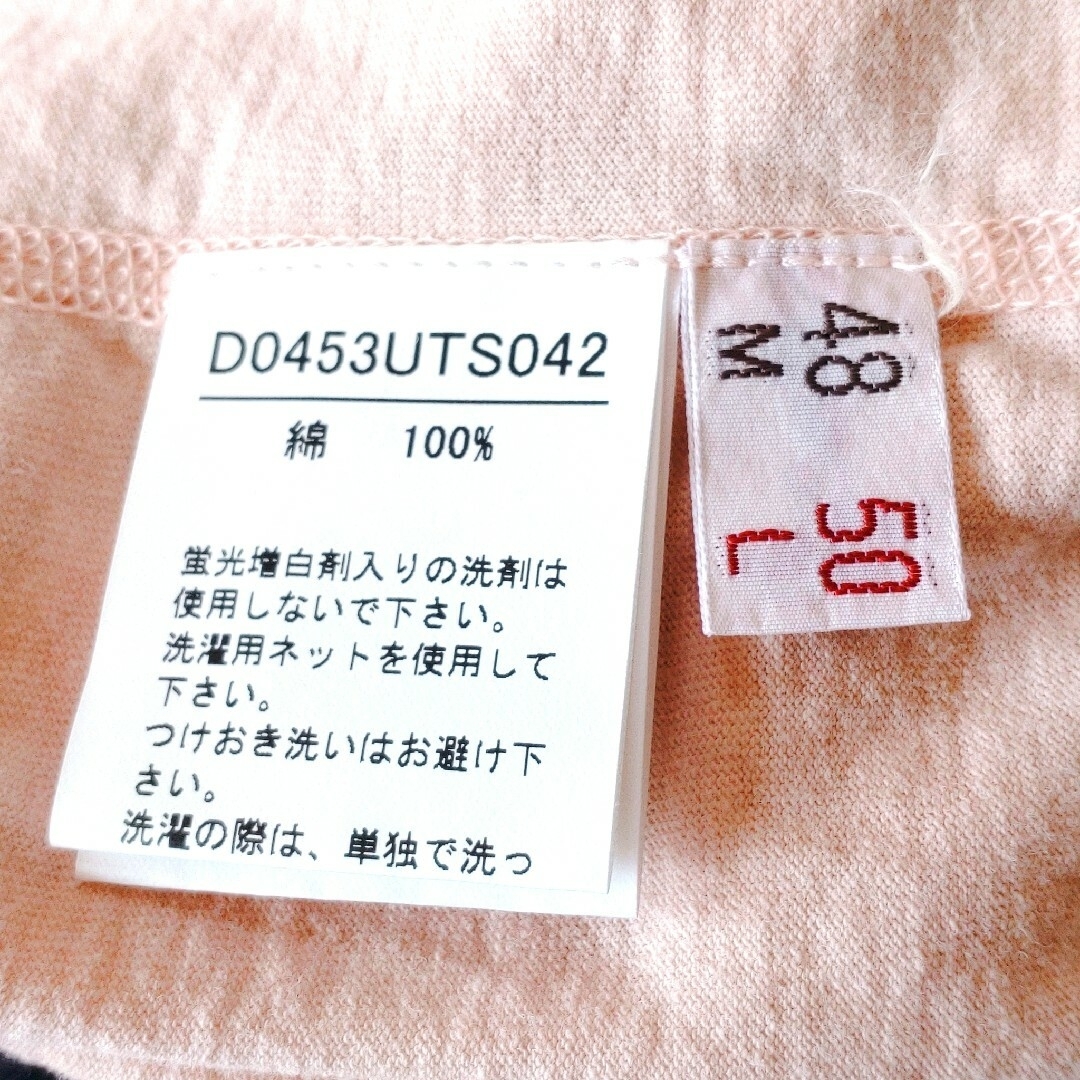 D0453UTS042
綿 100%
蛍光増白剤入りの洗剤は
使用しないで下さい。
洗濯用ネットを使用して
下さい。
つけおき洗いはお避け下
さい。
洗濯の際は、単独で洗っ
48
M
50
L